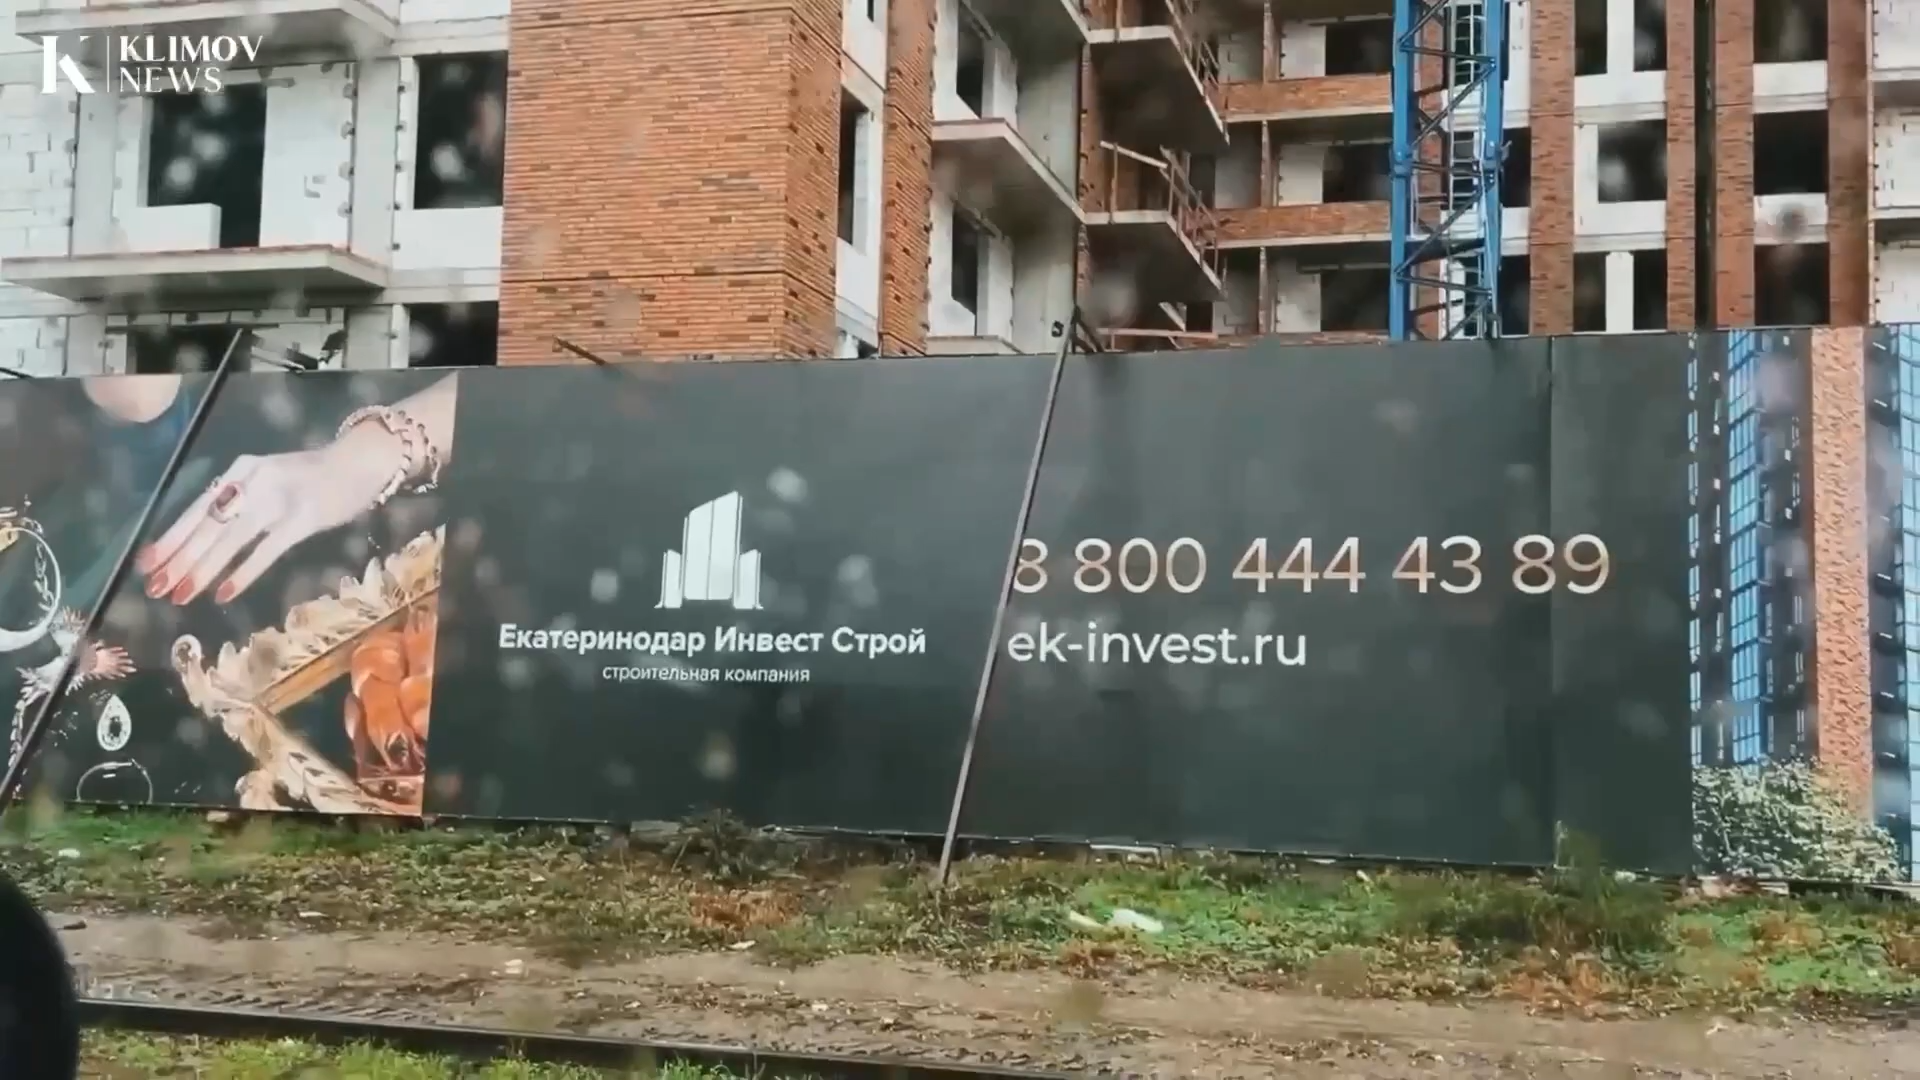 KLIMOV
NEWS
Екатеринодар Инвест Строй
строительная компания
8 800 444 43 89
ek-invest.ru